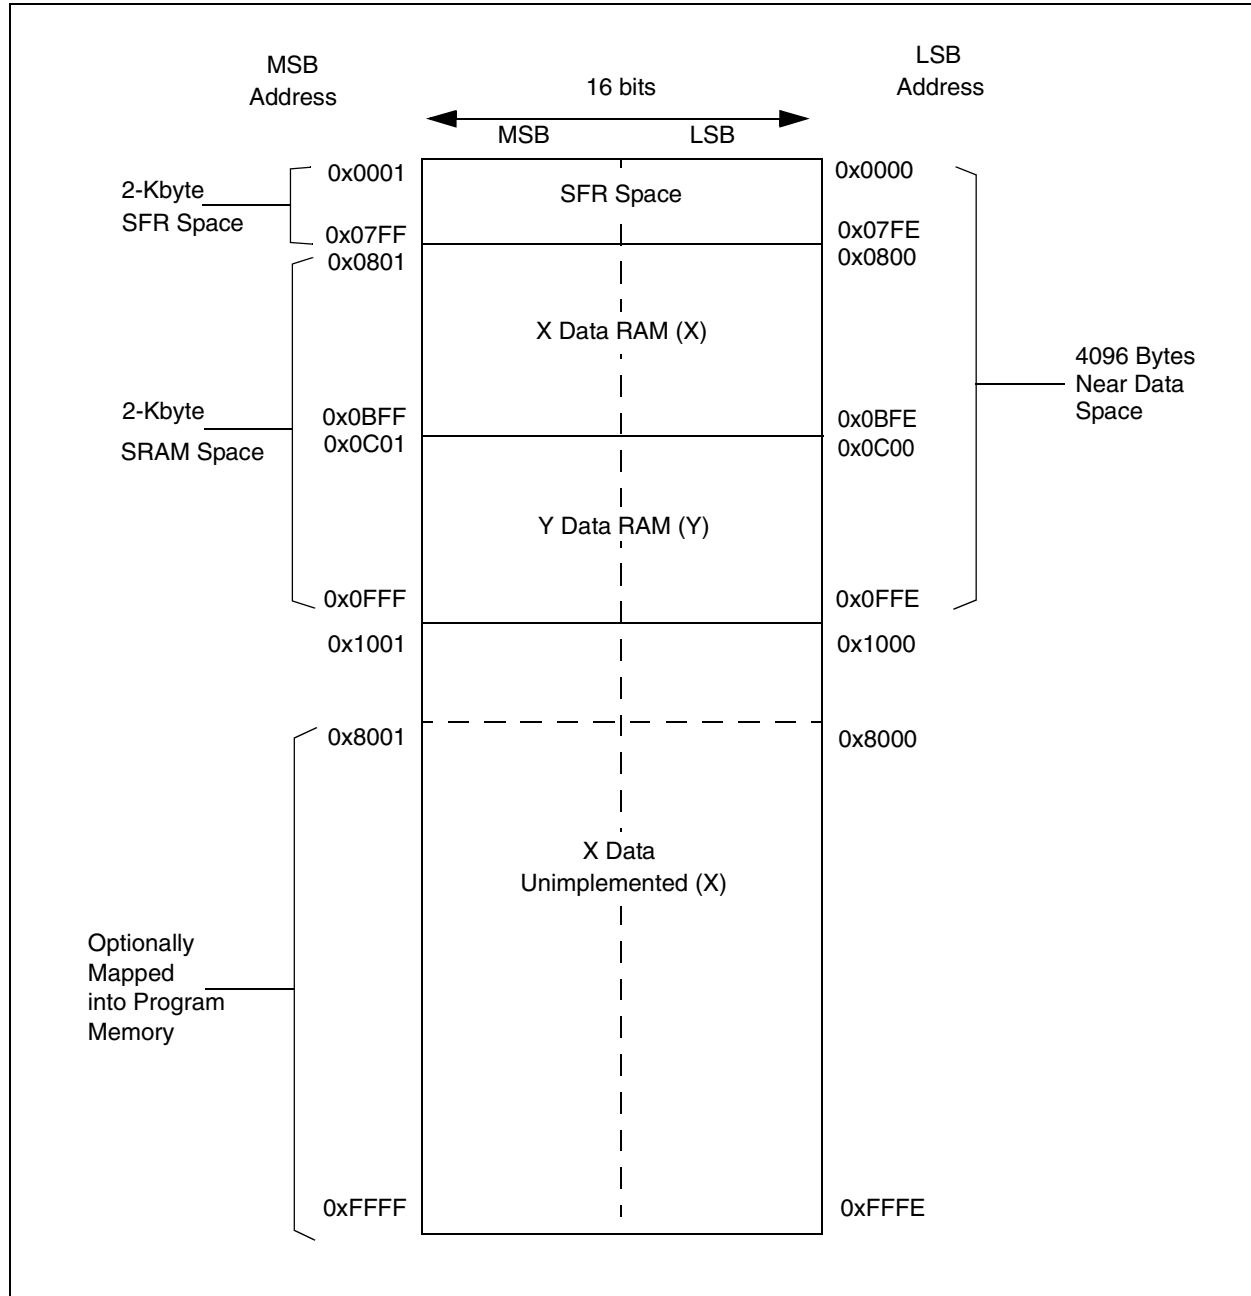 MSB
Address
16 bits
LSB
Address
MSB
LSB
2-Kbyte
SFR Space
0x0001
SFR Space
0x0000
0x07FF
0x07FE
0x0801
0x0800
X Data RAM (X)
4096 Bytes
Near Data
Space
2-Kbyte
SRAM Space
0x0BFF
0x0BFE
0x0C01
0x0C00
Y Data RAM (Y)
0x0FFF
0x0FFE
0x1001
0x1000
0x8001
0x8000
X Data
Unimplemented (X)
Optionally
Mapped
into Program
Memory
0xFFFF
0xFFFE